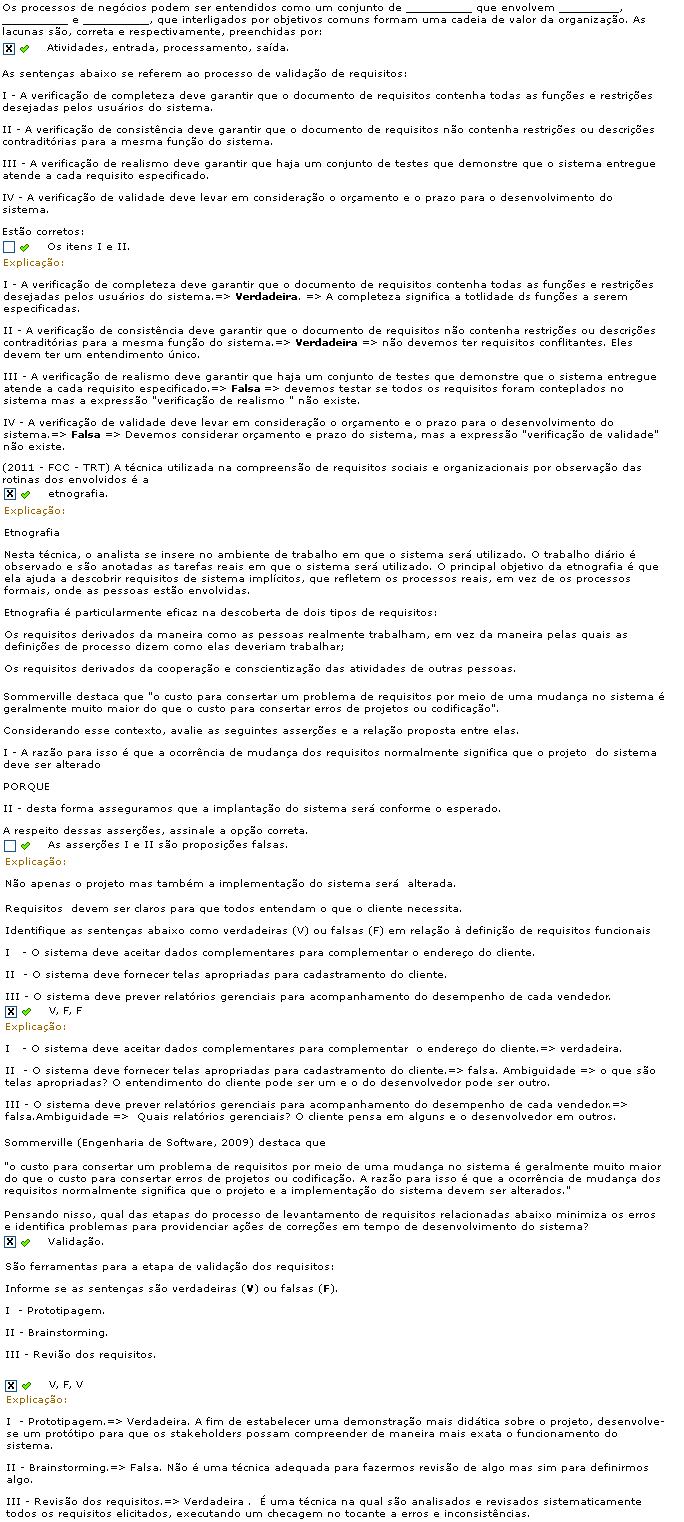 Os processos de negócios podem ser entendidos como um conjunto de ___________ que envolvem __________,
___________ e ___________, que interligados por objetivos comuns formam uma cadeia de valor da organização. As
lacunas são, correta e respectivamente, preenchidas por:
Atividades, entrada, processamento, saída.
As sentenças abaixo se referem ao processo de validação de requisitos:
I - A verificação de completeza deve garantir que o documento de requisitos contenha todas as funções e restrições
desejadas pelos usuários do sistema.
II - A verificação de consistência deve garantir que o documento de requisitos não contenha restrições ou descrições
contraditórias para a mesma função do sistema.
III - A verificação de realismo deve garantir que haja um conjunto de testes que demonstre que o sistema entregue
atende a cada requisito especificado.
IV - A verificação de validade deve levar em consideração o orçamento e o prazo para o desenvolvimento do
sistema.
Estão corretos:
Os itens I e II.
Explicação:
I - A verificação de completeza deve garantir que o documento de requisitos contenha todas as funções e restrições
desejadas pelos usuários do sistema.=> Verdadeira. => A completeza significa a totlidade ds funções a serem
especificadas.
II - A verificação de consistência deve garantir que o documento de requisitos não contenha restrições ou descrições
contraditórias para a mesma função do sistema.=> Verdadeira => não devemos ter requisitos conflitantes. Eles
devem ter um entendimento único.
III - A verificação de realismo deve garantir que haja um conjunto de testes que demonstre que o sistema entregue
atende a cada requisito especificado.=> Falsa => devemos testar se todos os requisitos foram conteplados no
sistema mas a expressão "verificação de realismo " não existe.
IV - A verificação de validade deve levar em consideração o orçamento e o prazo para o desenvolvimento do
sistema.=> Falsa => Devemos considerar orçamento e prazo do sistema, mas a expressão "verificação de validade"
não existe.
(2011 - FCC - TRT) A técnica utilizada na compreensão de requisitos sociais e organizacionais por observação das
rotinas dos envolvidos é a
etnografia.
Explicação:
Etnografia
Nesta técnica, o analista se insere no ambiente de trabalho em que o sistema será utilizado. O trabalho diário é
observado e são anotadas as tarefas reais em que o sistema será utilizado. O principal objetivo da etnografia é que
ela ajuda a descobrir requisitos de sistema implícitos, que refletem os processos reais, em vez de os processos
formais, onde as pessoas estão envolvidas.
Etnografia é particularmente eficaz na descoberta de dois tipos de requisitos:
Os requisitos derivados da maneira como as pessoas realmente trabalham, em vez da maneira pelas quais as
definições de processo dizem como elas deveriam trabalhar;
Os requisitos derivados da cooperação e conscientização das atividades de outras pessoas.
Sommerville destaca que "o custo para consertar um problema de requisitos por meio de uma mudança no sistema é
geralmente muito maior do que o custo para consertar erros de projetos ou codificação".
Considerando esse contexto, avalie as seguintes asserções e a relação proposta entre elas.
I - A razão para isso é que a ocorrência de mudança dos requisitos normalmente significa que o projeto  do sistema
deve ser alterado
PORQUE
II - desta forma asseguramos que a implantação do sistema será conforme o esperado.
A respeito dessas asserções, assinale a opção correta.
As asserções I e II são proposições falsas.
Explicação:
Não apenas o projeto mas também a implementação do sistema será  alterada.
Requisitos  devem ser claros para que todos entendam o que o cliente necessita.
Identifique as sentenças abaixo como verdadeiras (V) ou falsas (F) em relação à definição de requisitos funcionais
I   - O sistema deve aceitar dados complementares para complementar o endereço do cliente.
II  - O sistema deve fornecer telas apropriadas para cadastramento do cliente.
III - O sistema deve prever relatórios gerenciais para acompanhamento do desempenho de cada vendedor.
V, F, F
Explicação:
I   - O sistema deve aceitar dados complementares para complementar  o endereço do cliente.=> verdadeira.
II  - O sistema deve fornecer telas apropriadas para cadastramento do cliente.=> falsa. Ambiguidade => o que são
telas apropriadas? O entendimento do cliente pode ser um e o do desenvolvedor pode ser outro.
III - O sistema deve prever relatórios gerenciais para acompanhamento do desempenho de cada vendedor.=>
falsa.Ambiguidade =>  Quais relatórios gerenciais? O cliente pensa em alguns e o desenvolvedor em outros.
Sommerville (Engenharia de Software, 2009) destaca que
"o custo para consertar um problema de requisitos por meio de uma mudança no sistema é geralmente muito maior
do que o custo para consertar erros de projetos ou codificação. A razão para isso é que a ocorrência de mudança dos
requisitos normalmente significa que o projeto e a implementação do sistema devem ser alterados."
Pensando nisso, qual das etapas do processo de levantamento de requisitos relacionadas abaixo minimiza os erros
e identifica problemas para providenciar ações de correções em tempo de desenvolvimento do sistema?
Validação.
São ferramentas para a etapa de validação dos requisitos:
Informe se as sentenças são verdadeiras (V) ou falsas (F).
I  - Prototipagem.
II - Brainstorming.
III - Revião dos requisitos.
V, F, V
Explicação:
I  - Prototipagem.=> Verdadeira. A fim de estabelecer uma demonstração mais didática sobre o projeto, desenvolve-
se um protótipo para que os stakeholders possam compreender de maneira mais exata o funcionamento do
sistema.
II - Brainstorming.=> Falsa. Não é uma técnica adequada para fazermos revisão de algo mas sim para definirmos
algo.
III - Revisão dos requisitos.=> Verdadeira .  É uma técnica na qual são analisados e revisados sistematicamente
todos os requisitos elicitados, executando um checagem no tocante a erros e inconsistências.